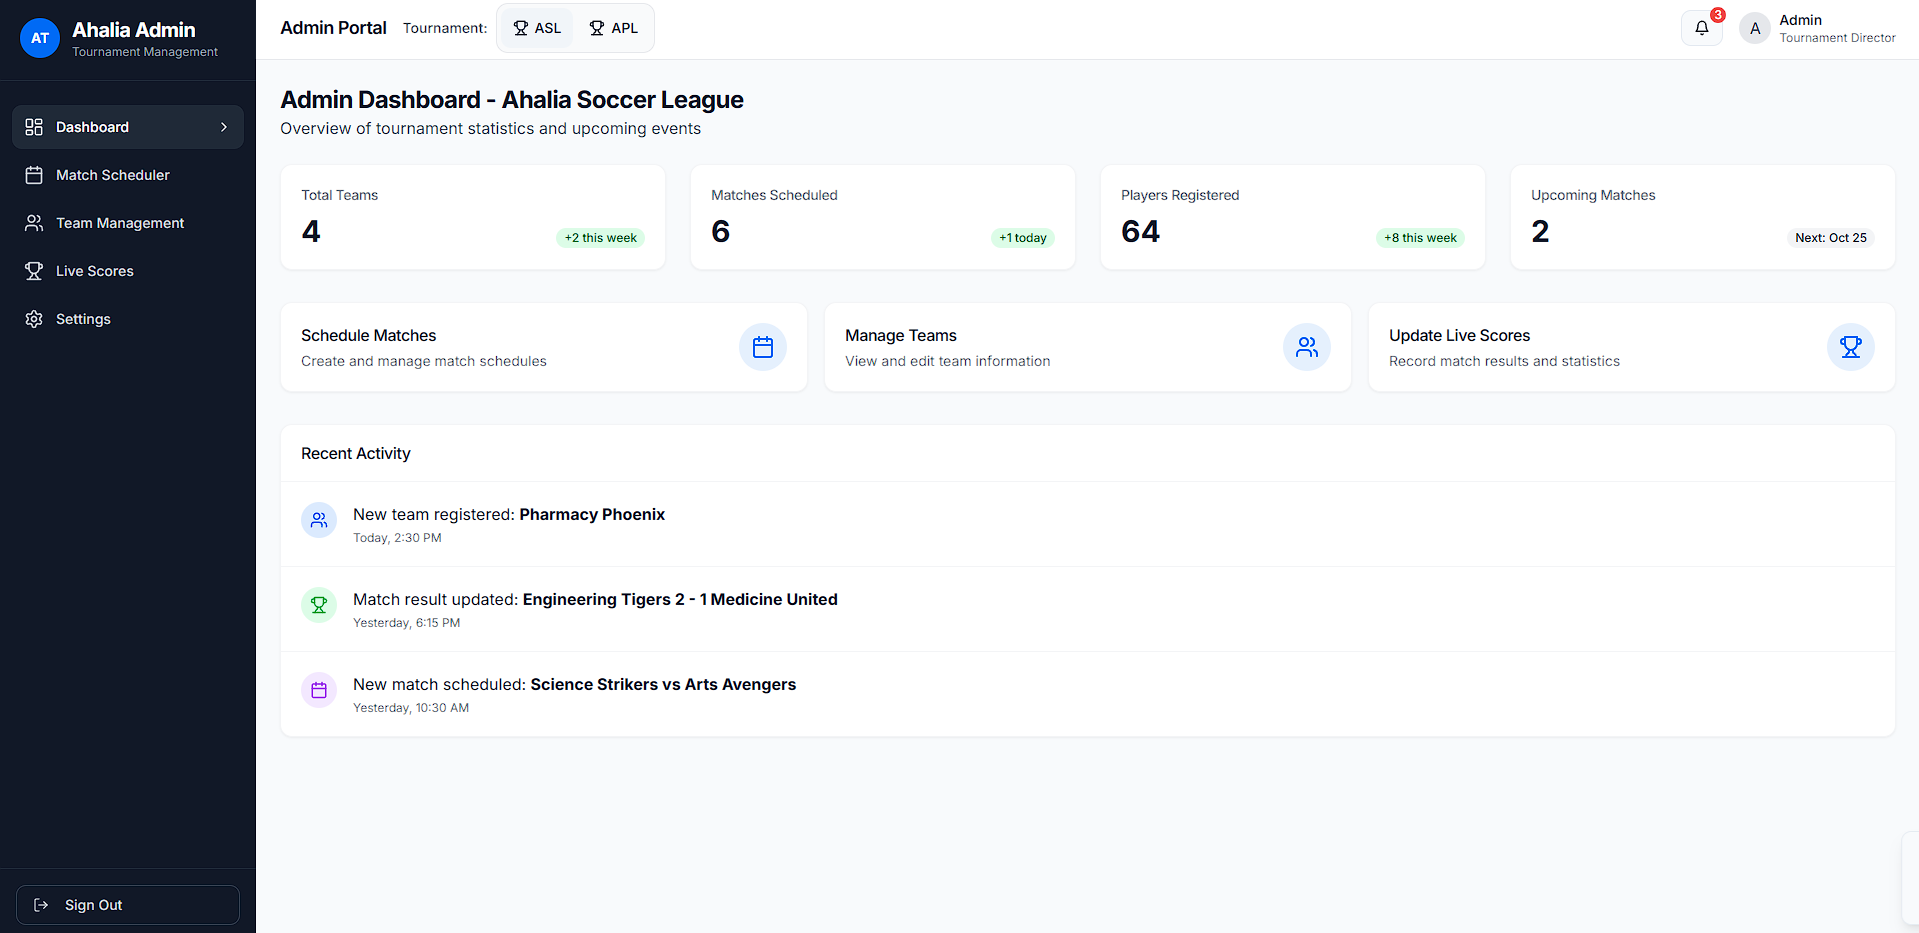 AT
Ahalia Admin
Tournament Management
Dashboard
Match Scheduler
Team Management
Live Scores
Settings
Sign Out
Admin Portal
Tournament:
ASL
APL
3
A
Admin
Tournament Director
Admin Dashboard - Ahalia Soccer League
Overview of tournament statistics and upcoming events
Total Teams
4
+2 this week
Matches Scheduled
6
+1 today
Players Registered
64
+8 this week
Upcoming Matches
2
Next: Oct 25
Schedule Matches
Create and manage match schedules
Manage Teams
View and edit team information
Update Live Scores
Record match results and statistics
Recent Activity
New team registered: Pharmacy Phoenix
Today, 2:30 PM
Match result updated: Engineering Tigers 2 - 1 Medicine United
Yesterday, 6:15 PM
New match scheduled: Science Strikers vs Arts Avengers
Yesterday, 10:30 AM